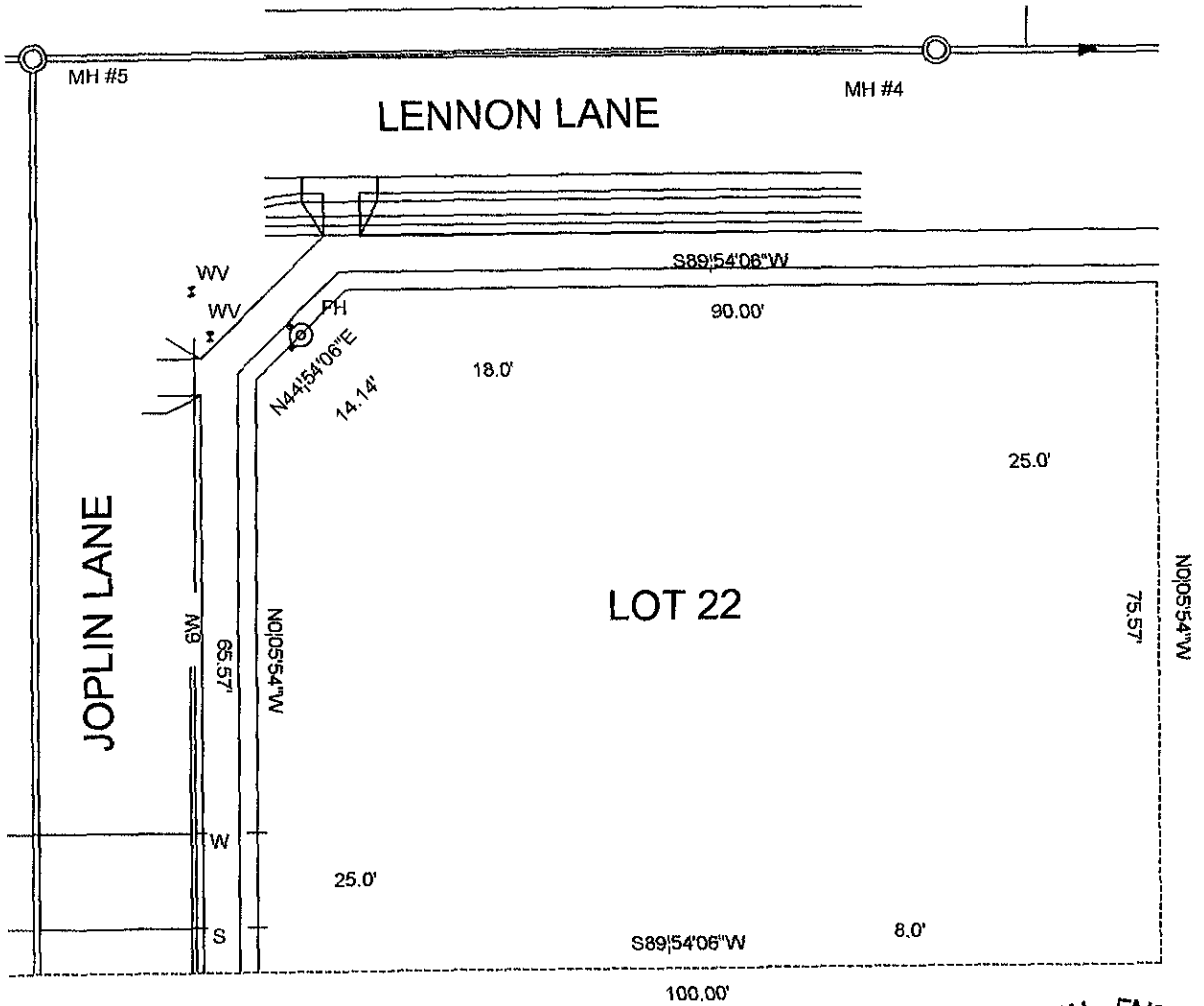 MH #5
MH #4
LENNON LANE
WV
S89¦54'06"W
WV
FH
90.00'
N44¦54'06"E
14.14'
18.0'
25.0'
JOPLIN LANE
LOT 22
N0¦05'54"W
75.57'
65.57'
N0¦05'54"W
W
25.0'
S
S89¦54'06"W
8.0'
100.00'